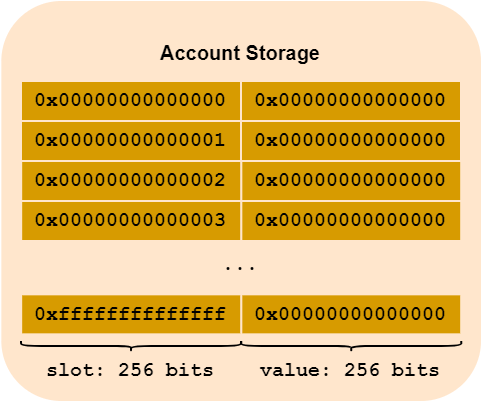 Account Storage
0x00000000000000 0x00000000000000
0x00000000000001 0x00000000000000
0x00000000000002 0x00000000000000
0x00000000000003 0x00000000000000
...
0xffffffffffffff 0x00000000000000
slot: 256 bits value: 256 bits